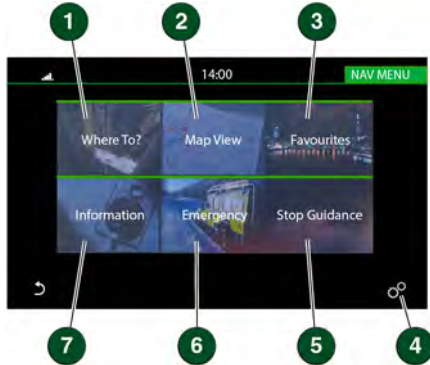 1 2 3
14:00 NAV MENU
Where To? Map View Favourites
Information Emergency Stop Guidance
7 6 5 4